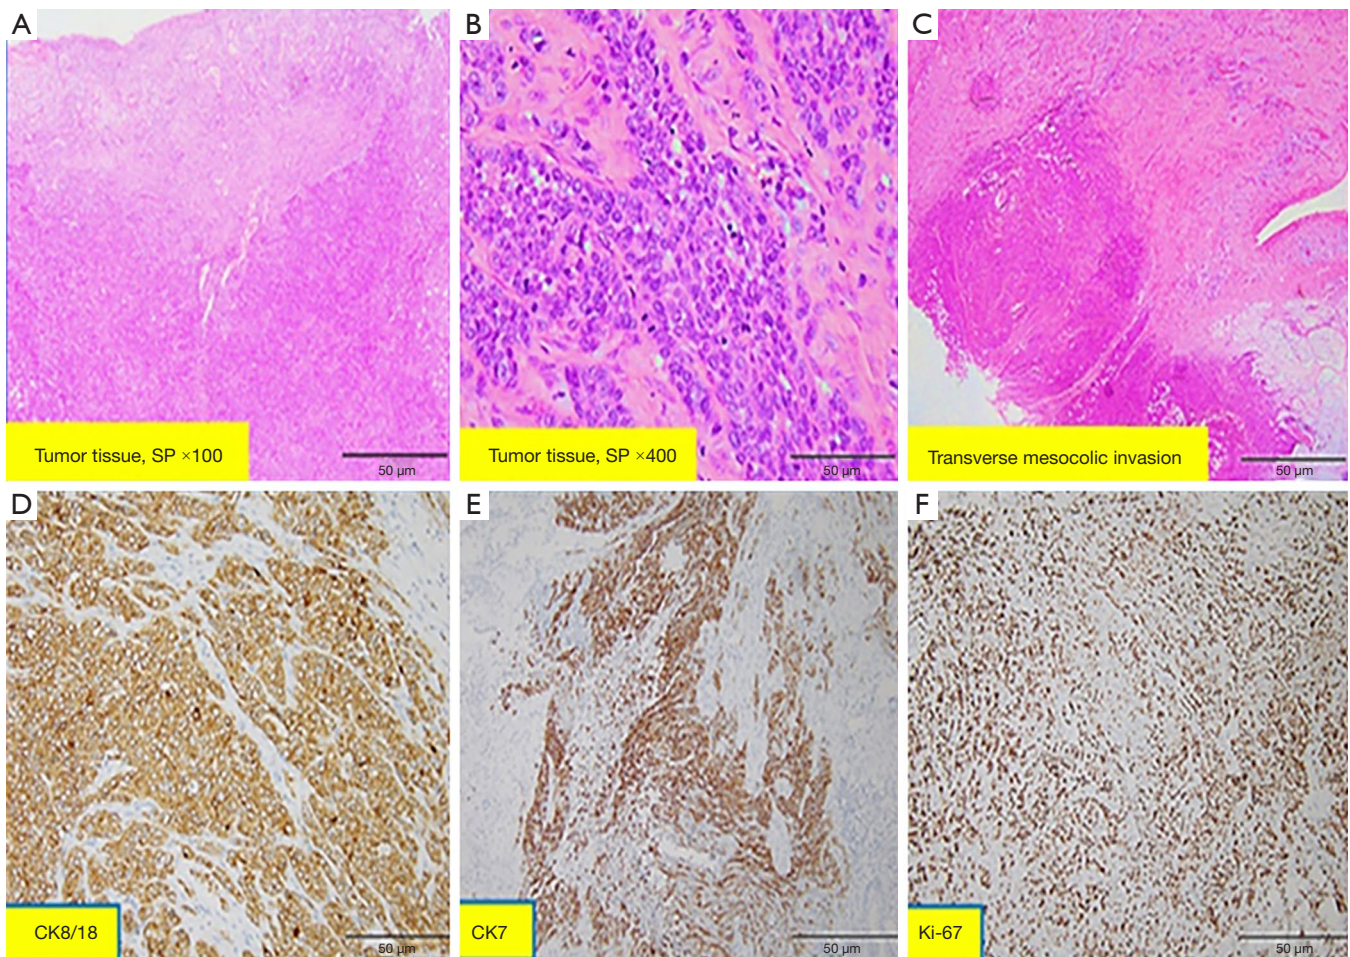 A
B
C
Tumor tissue, SP ×100
50 µm
Tumor tissue, SP ×400
50 µm
Transverse mesocolic invasion
50 µm
D
E
F
CK8/18
50 µm
CK7
50 µm
Ki-67
50 µm